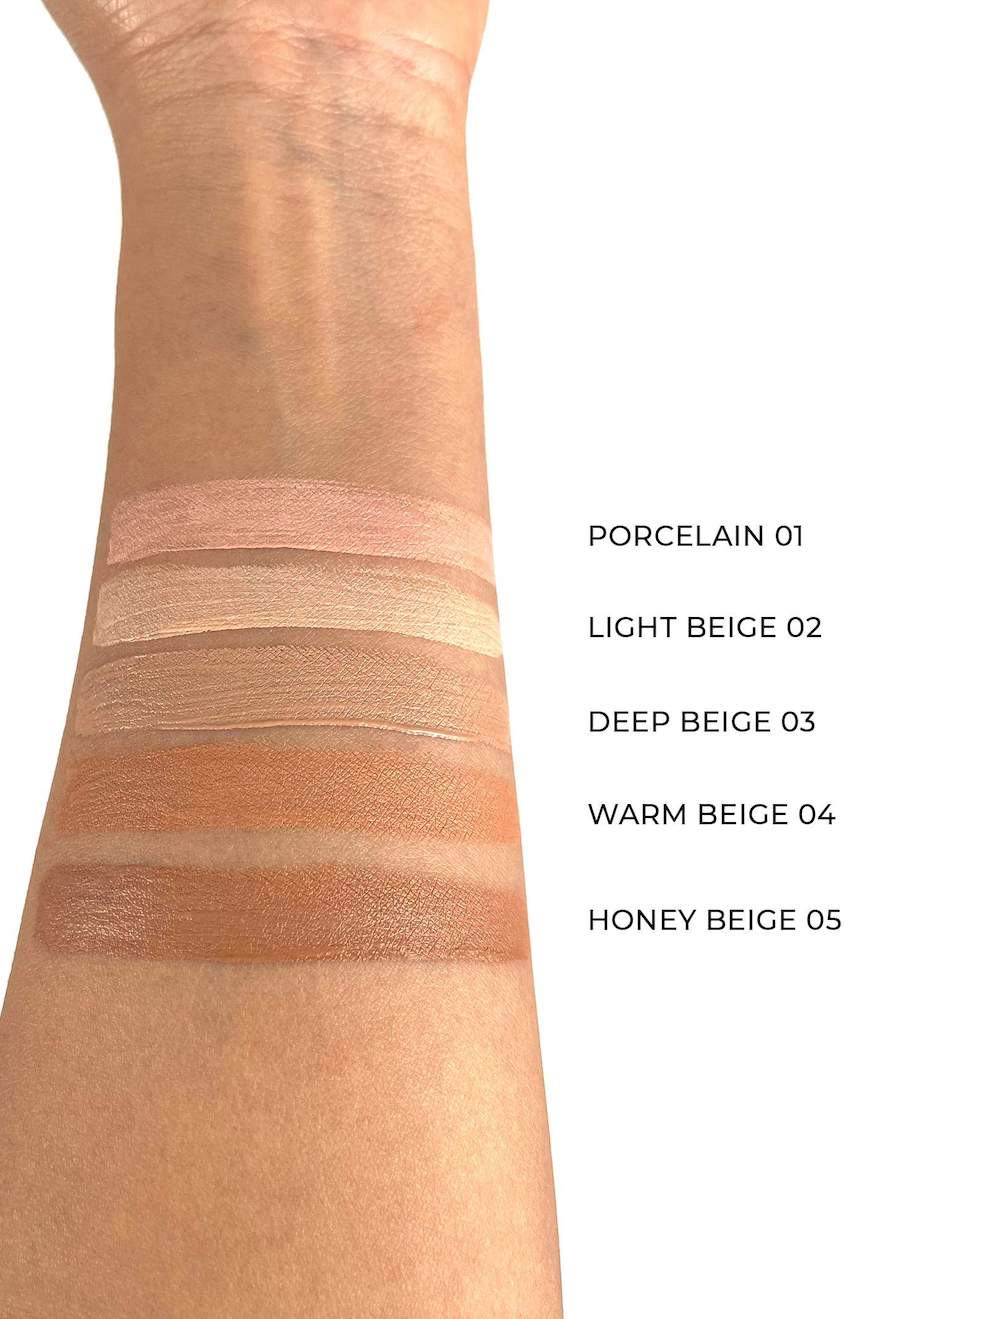 PORCELAIN 01
LIGHT BEIGE 02
DEEP BEIGE 03
WARM BEIGE 04
HONEY BEIGE 05